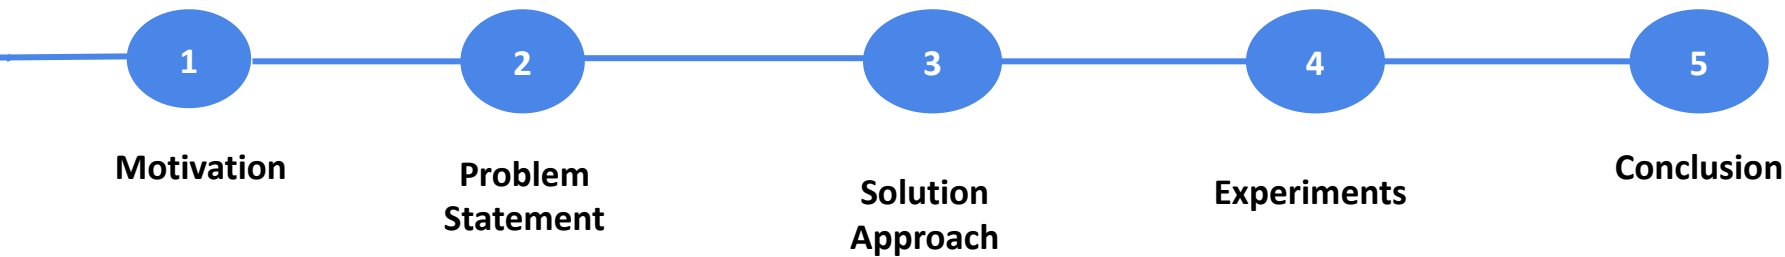 1
2
3
4
5
Motivation
Problem
Statement
Solution
Approach
Experiments
Conclusion